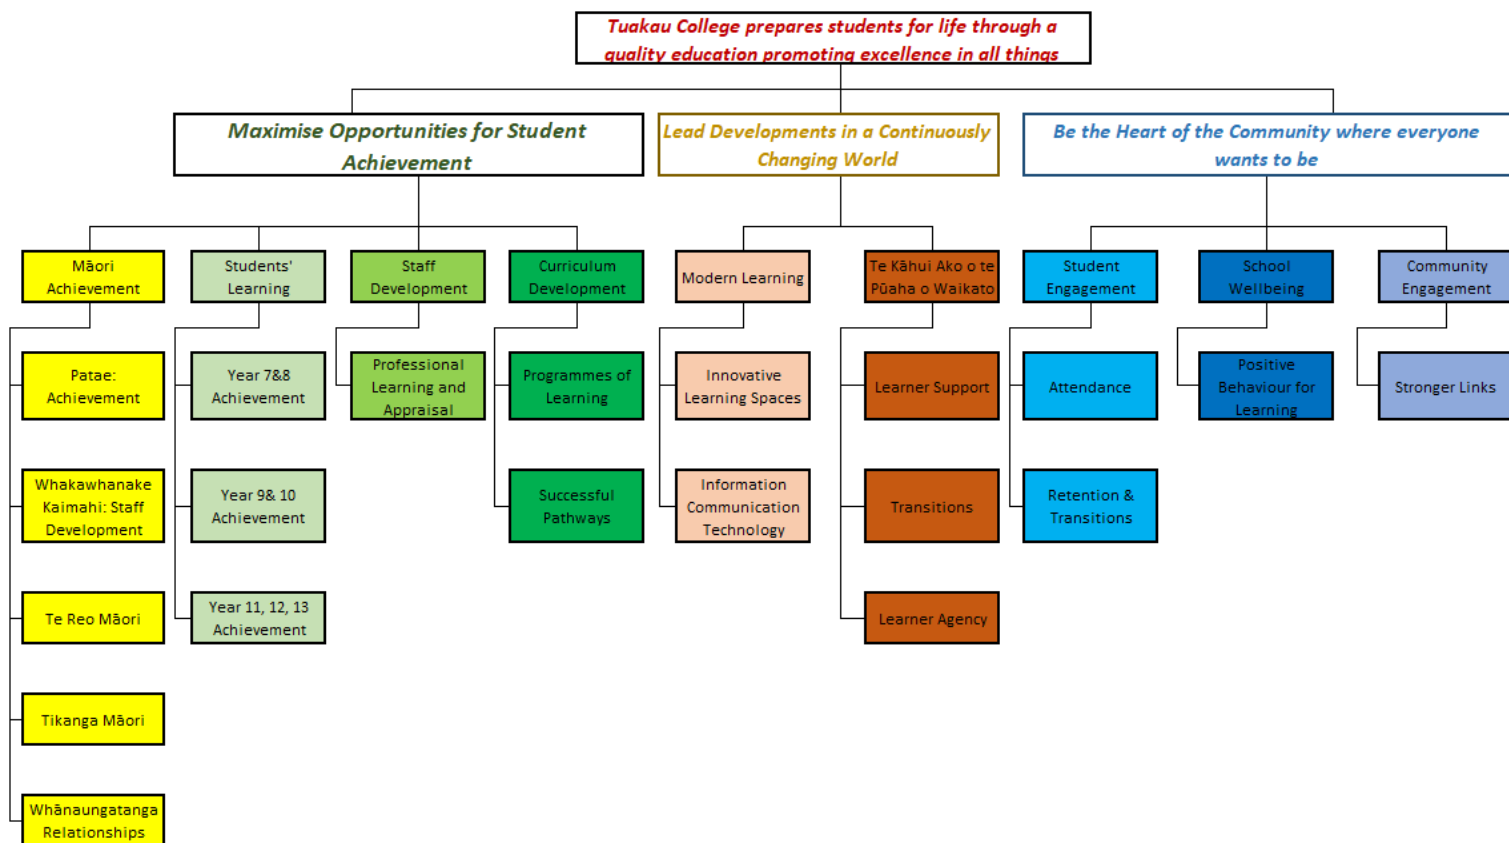 Tuakau College prepares students for life through a
quality education promoting excellence in all things
Maximise Opportunities for Student
Achievement
Lead Developments in a Continuously
Changing World
Be the Heart of the Community where everyone
wants to be
Māori
Achievement
Students'
Learning
Staff
Development
Curriculum
Development
Modern Learning
Te Kāhui Ako o te
Pūaha o Waikato
Student
Engagement
School
Wellbeing
Community
Engagement
Patae:
Achievement
Year 7&8
Achievement
Professional
Learning and
Appraisal
Programmes of
Learning
Innovative
Learning Spaces
Learner Support
Attendance
Positive
Behaviour for
Learning
Stronger Links
Whakawhanake
Kaimahi: Staff
Development
Year 9& 10
Achievement
Successful
Pathways
Information
Communication
Technology
Transitions
Retention &
Transitions
Te Reo Māori
Year 11, 12, 13
Achievement
Learner Agency
Tikanga Māori
Whānaungatanga
Relationships